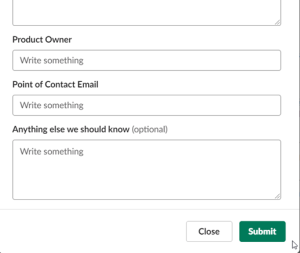 Product Owner
Write something
Point of Contact Email
Write something
Anything else we should know (optional)
Write something
Close Submit